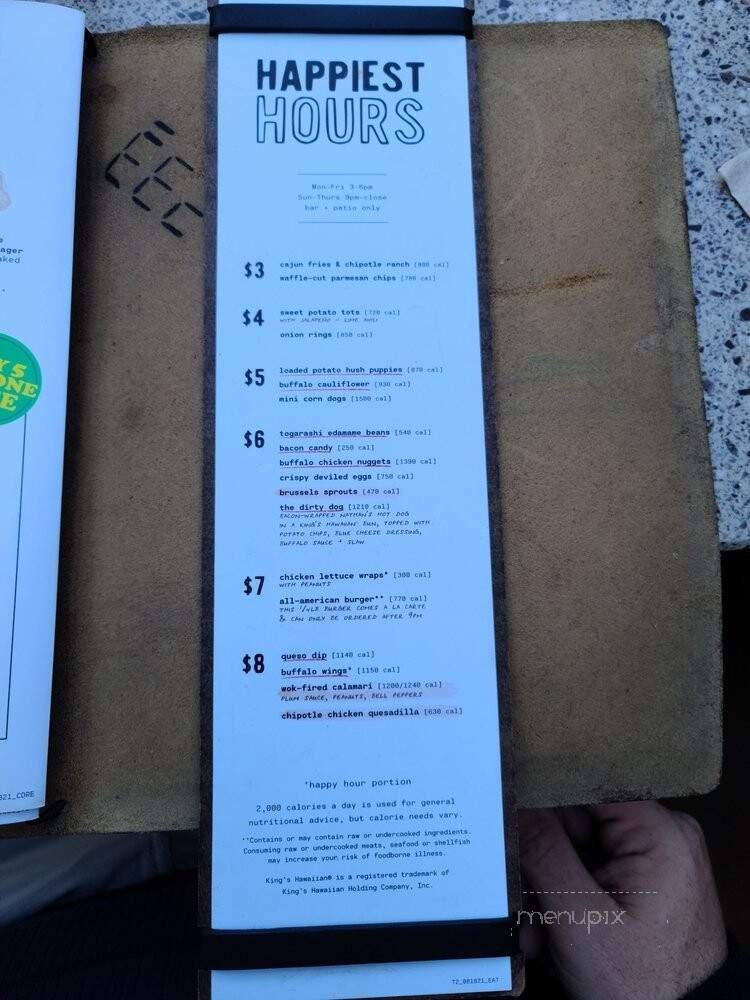 HAPPIEST
HOURS
Mon-Fri 3-6pm
Sun-Thurs 9pm-close
bar + patio only
$3
cajun fries & chipotle ranch [980 cal]
waffle-cut parmesan chips [780 cal]
$4
sweet potato tots [720 cal]
WITH JALAPEÑO - LIME AIOLI
onion rings [850 cal]
$5
loaded potato hush puppies [870 cal]
buffalo cauliflower [930 cal]
mini corn dogs [1500 cal]
$6
togarashi edamame beans [540 cal]
bacon candy [250 cal]
buffalo chicken nuggets [1390 cal]
crispy deviled eggs [750 cal]
brussels sprouts [470 cal]
the dirty dog [1210 cal]
BACON-WRAPPED NATHAN'S HOT DOG
IN A KING'S HAWAIIAN BUN, TOPPED WITH
POTATO CHIPS, BLUE CHEESE DRESSING,
BUFFALO SAUCE + SLAW
$7
chicken lettuce wraps* [300 cal]
WITH PEANUTS
all-american burger** [770 cal]
THIS 1/4LB BURGER COMES A LA CARTE
& CAN ONLY BE ORDERED AFTER 9PM
$8
queso dip [1140 cal]
buffalo wings* [1150 cal]
wok-fired calamari [1200/1240 cal]
PLUM SAUCE, PEANUTS, BELL PEPPERS
chipotle chicken quesadilla [630 cal]
*happy hour portion
2,000 calories a day is used for general
nutritional advice, but calorie needs vary.
**Contains or may contain raw or undercooked ingredients.
Consuming raw or undercooked meats, seafood or shellfish
may increase your risk of foodborne illness.
King's Hawaiian® is a registered trademark of
King's Hawaiian Holding Company, Inc.
T2_081821_EAT
ager
aked
Y 5
ONE
E
821_CORE
menupix